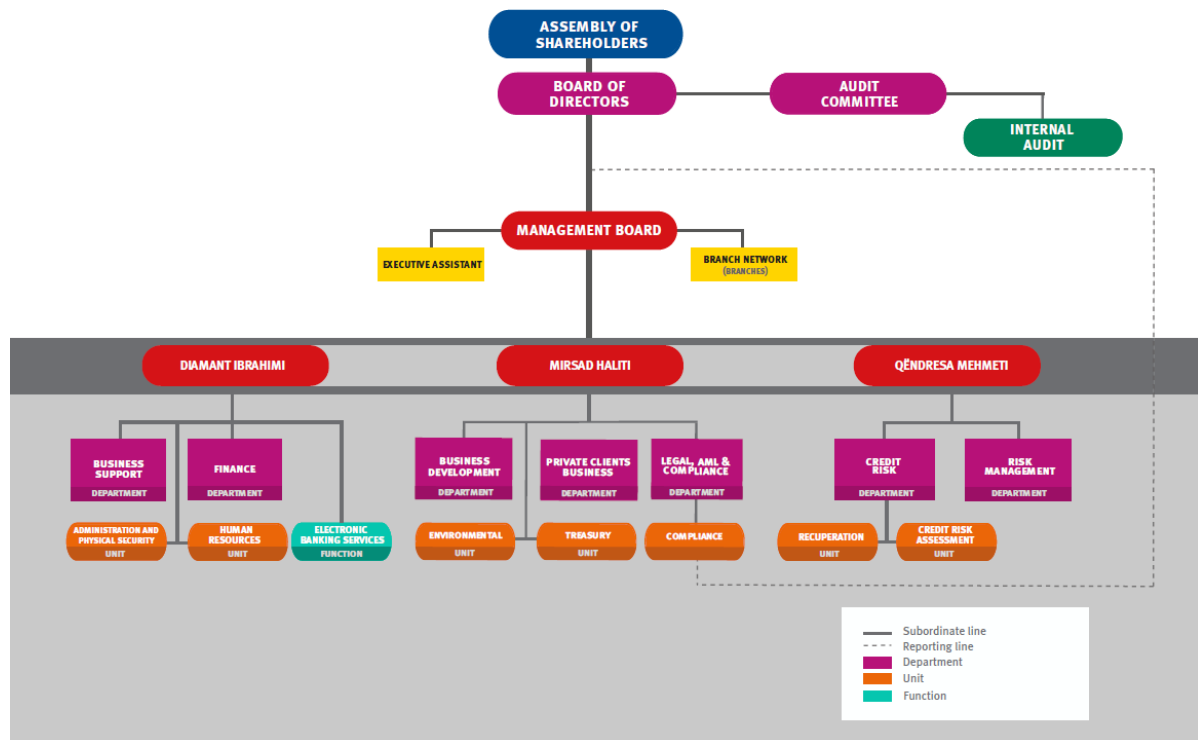 ASSEMBLY OF
SHAREHOLDERS
BOARD OF
DIRECTORS
AUDIT
COMMITTEE
INTERNAL
AUDIT
MANAGEMENT BOARD
EXECUTIVE ASSISTANT
BRANCH NETWORK
(BRANCHES)
DIAMANT IBRAHIMI
MIRSAD HALITI
QËNDRESA MEHMETI
BUSINESS
SUPPORT
DEPARTMENT
FINANCE
DEPARTMENT
BUSINESS
DEVELOPMENT
DEPARTMENT
PRIVATE CLIENTS
BUSINESS
DEPARTMENT
LEGAL, AML &
COMPLIANCE
DEPARTMENT
CREDIT
RISK
DEPARTMENT
RISK
MANAGEMENT
DEPARTMENT
ADMINISTRATION AND
PHYSICAL SECURITY
UNIT
HUMAN
RESOURCES
UNIT
ELECTRONIC
BANKING SERVICES
FUNCTION
ENVIRONMENTAL
UNIT
TREASURY
UNIT
COMPLIANCE
RECUPERATION
UNIT
CREDIT RISK
ASSESSMENT
UNIT
Subordinate line
Reporting line
Department
Unit
Function